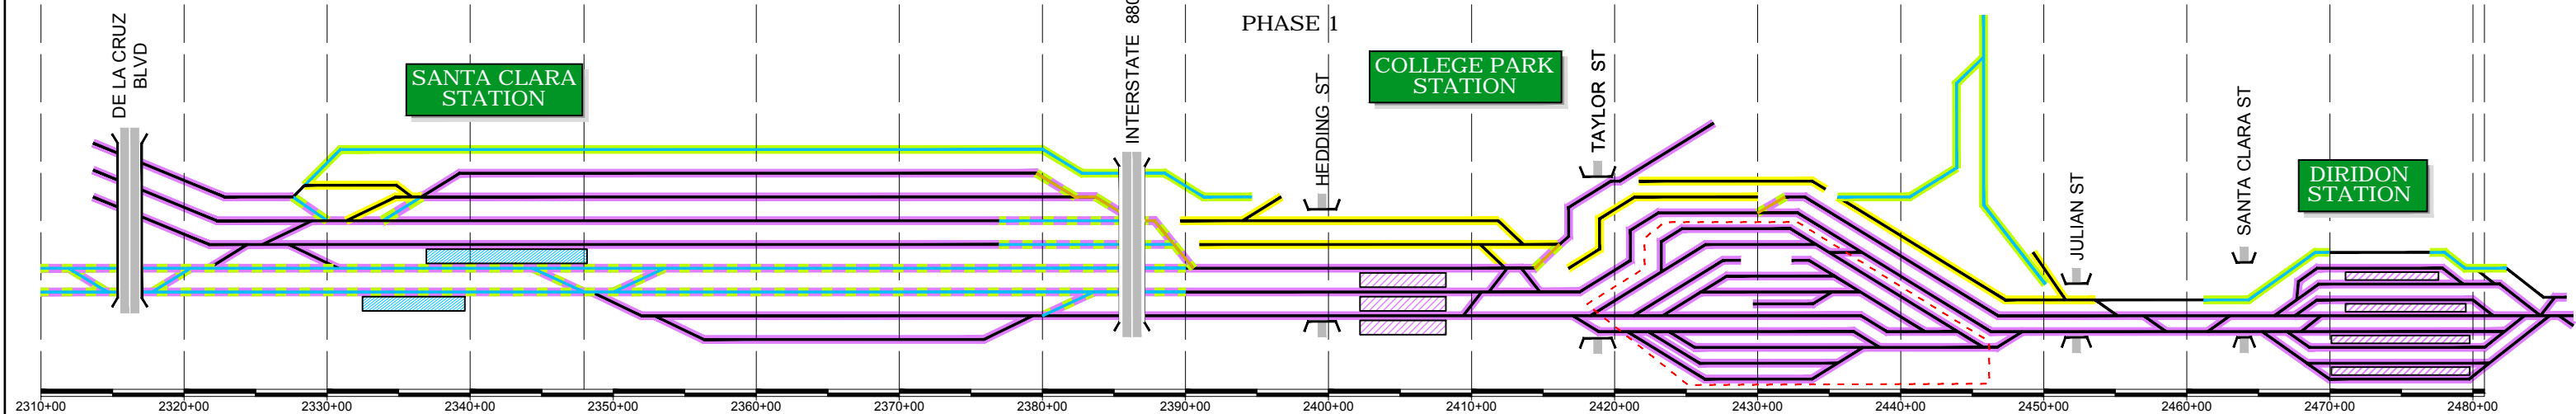 PHASE 1
DE LA CRUZ
BLVD
SANTA CLARA
STATION
INTERSTATE 880
HEDDING ST
COLLEGE PARK
STATION
TAYLOR ST
JULIAN ST
SANTA CLARA ST
DIRIDON
STATION
2310+00
2320+00
2330+00
2340+00
2350+00
2360+00
2370+00
2380+00
2390+00
2400+00
2410+00
2420+00
2430+00
2440+00
2450+00
2460+00
2470+00
2480+00